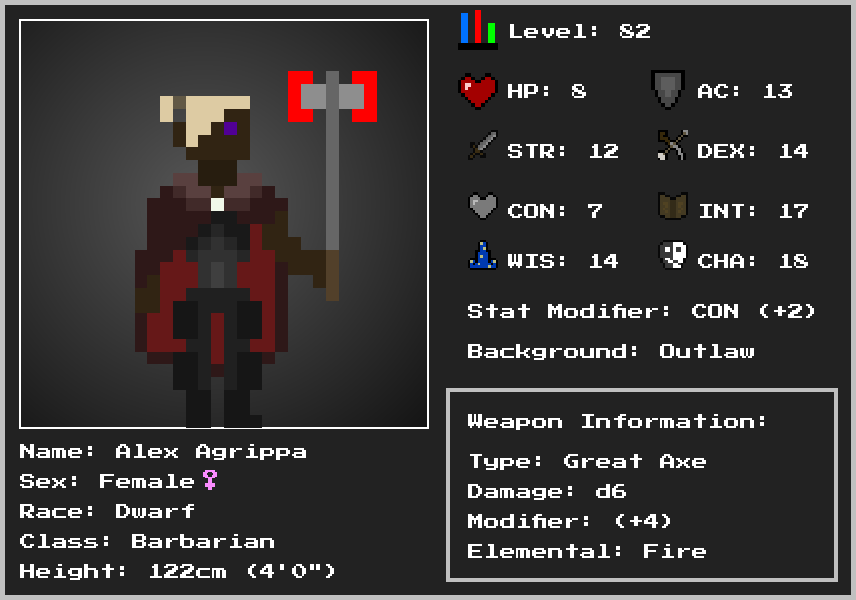 Level: 82
HP: 8
AC: 13
STR: 12
DEX: 14
CON: 7
INT: 17
WIS: 14
CHA: 18
Stat Modifier: CON (+2)
Background: Outlaw
Name: Alex Agrippa
Sex: Female♀
Race: Dwarf
Class: Barbarian
Height: 122cm (4'0")
Weapon Information:
Type: Great Axe
Damage: d6
Modifier: (+4)
Elemental: Fire